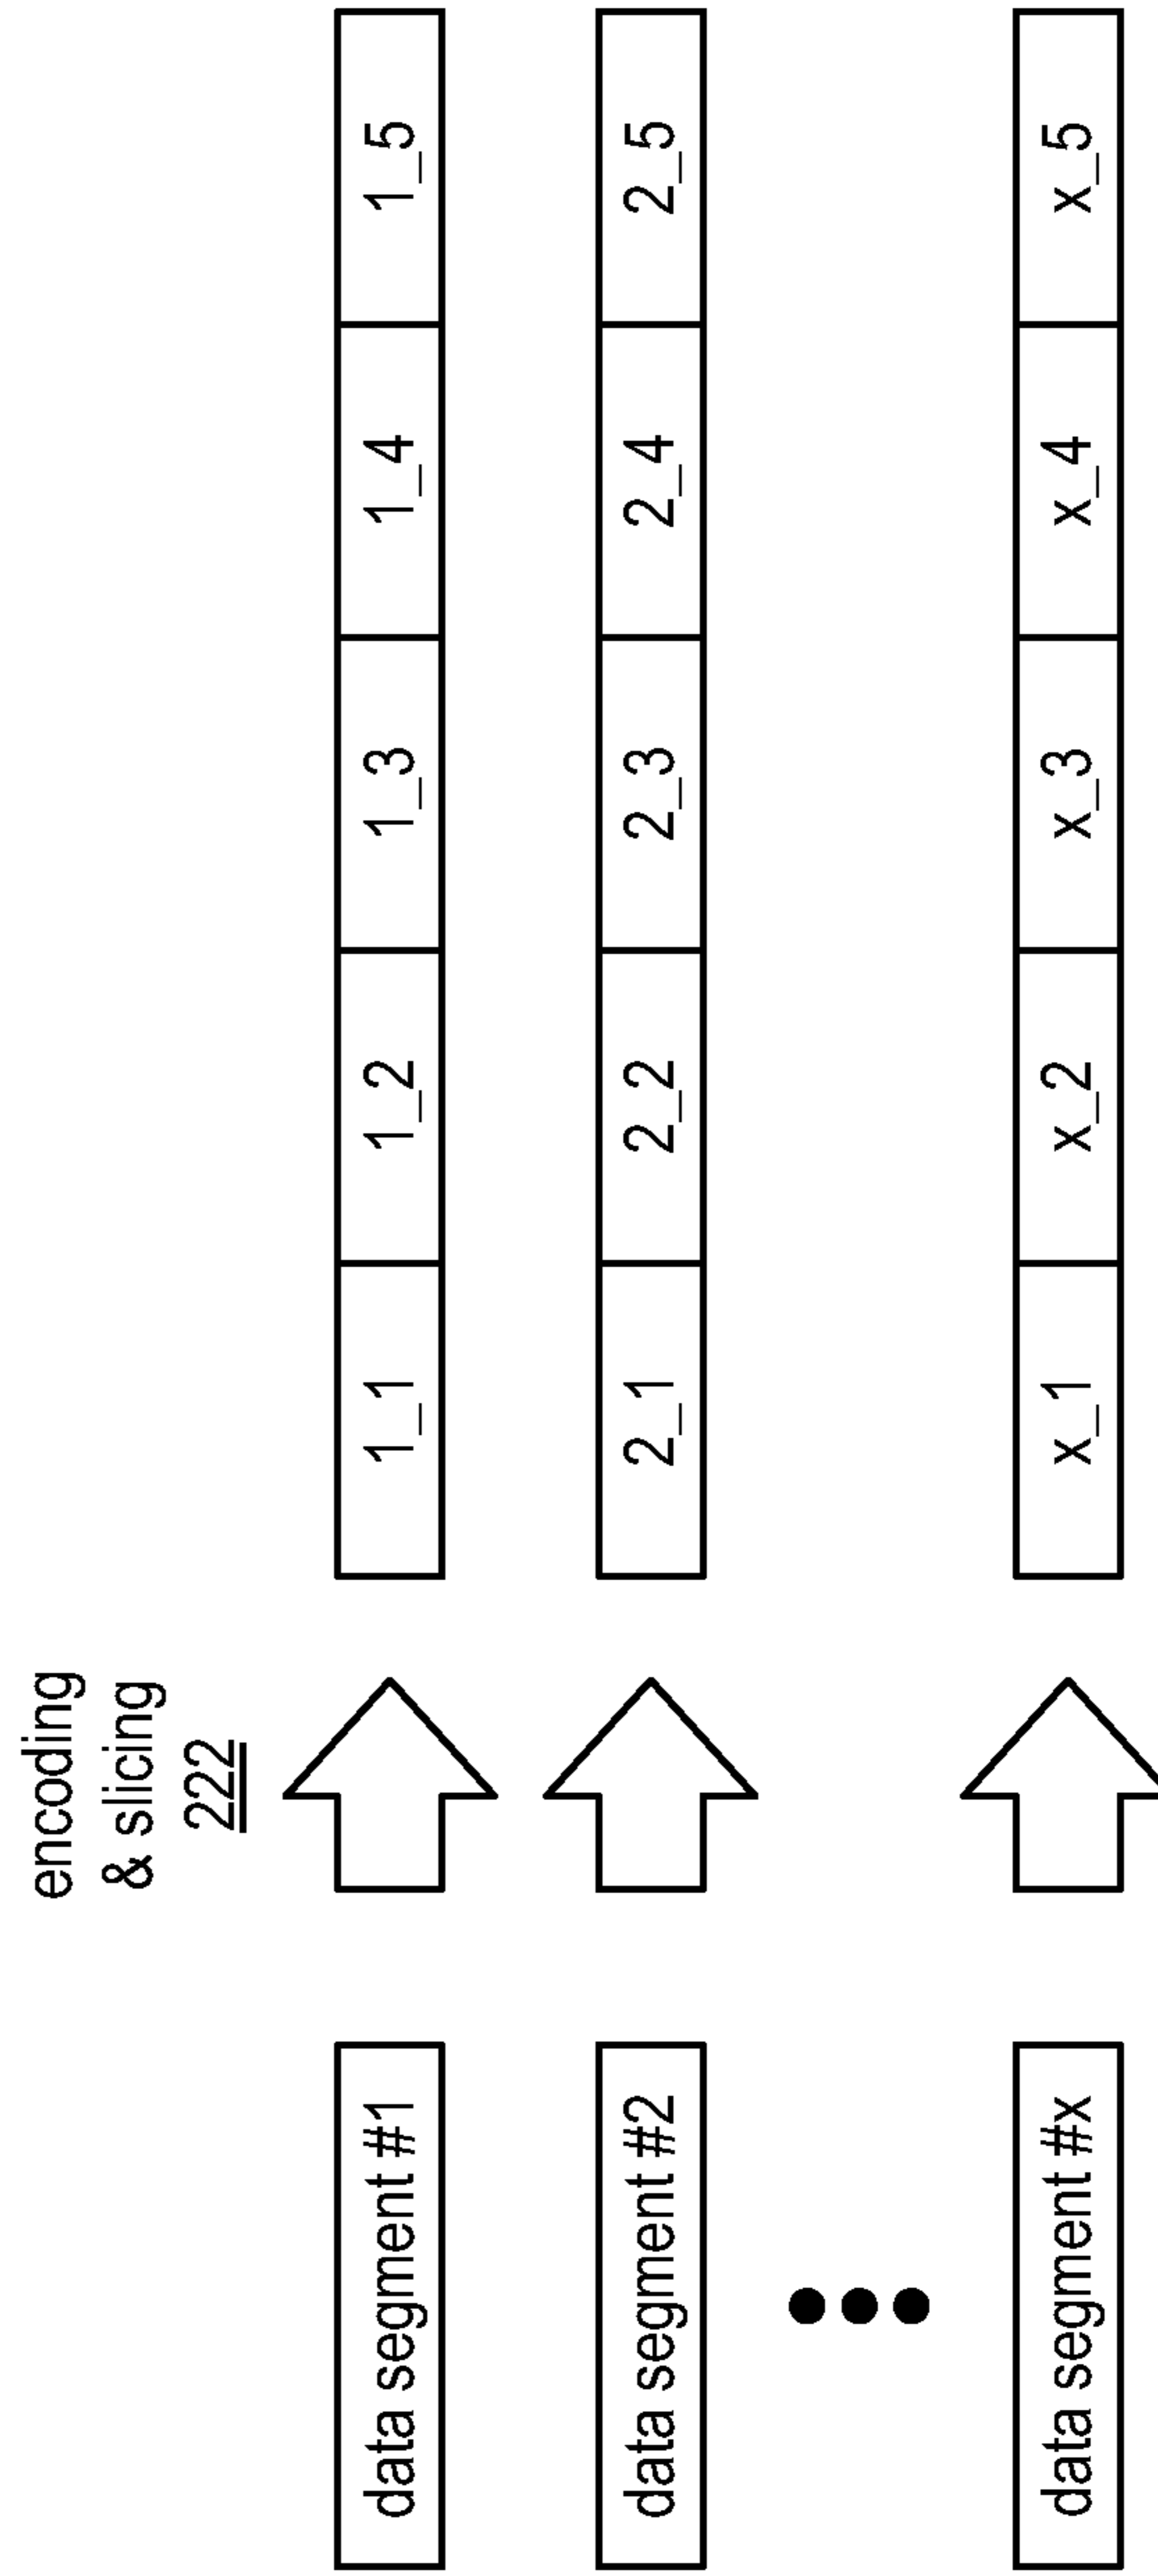 encoding
& slicing
222
data segment #1
1_1 1_2 1_3 1_4 1_5
data segment #2
2_1 2_2 2_3 2_4 2_5
data segment #x
x_1 x_2 x_3 x_4 x_5